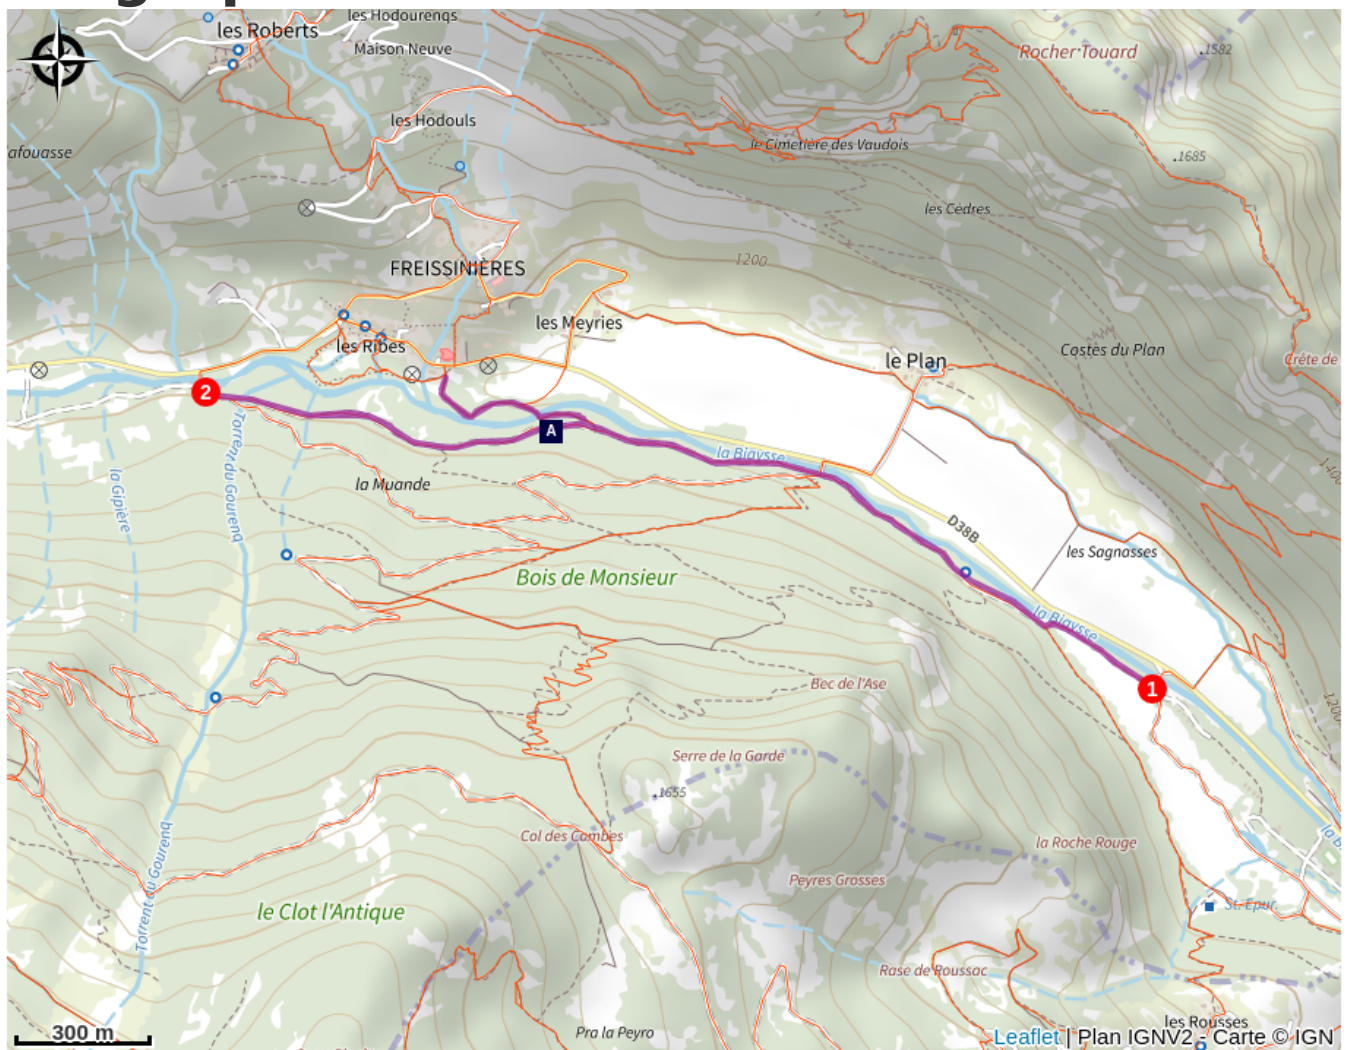 les Hodourenqs
les Roberts
Maison Neuve
Rocher Touard
.1582
les Hodouls
afouasse
le Cimetière des Vaudois
.1685
les Cèdres
FREISSINIÈRES
1200
les Meyries
les Ribes
le Plan
Costes du Plan
Crête de
2
A
la Biaysse
Torrent du Gourenq
la Gipière
la Muande
1400
D38B
les Sagnasses
Bois de Monsieur
la Biaysse
Bec de l'Ase
1
1200
Serre de la Garde
.1655
Col des Combes
la Roche Rouge
la B
Peyres Grosses
le Clot l'Antique
St. Epur.
Torrent du Gourenq
Rase de Roussac
les Rousses
300 m
Pra la Peyro
Leaflet | Plan IGNV2 - Carte © IGN